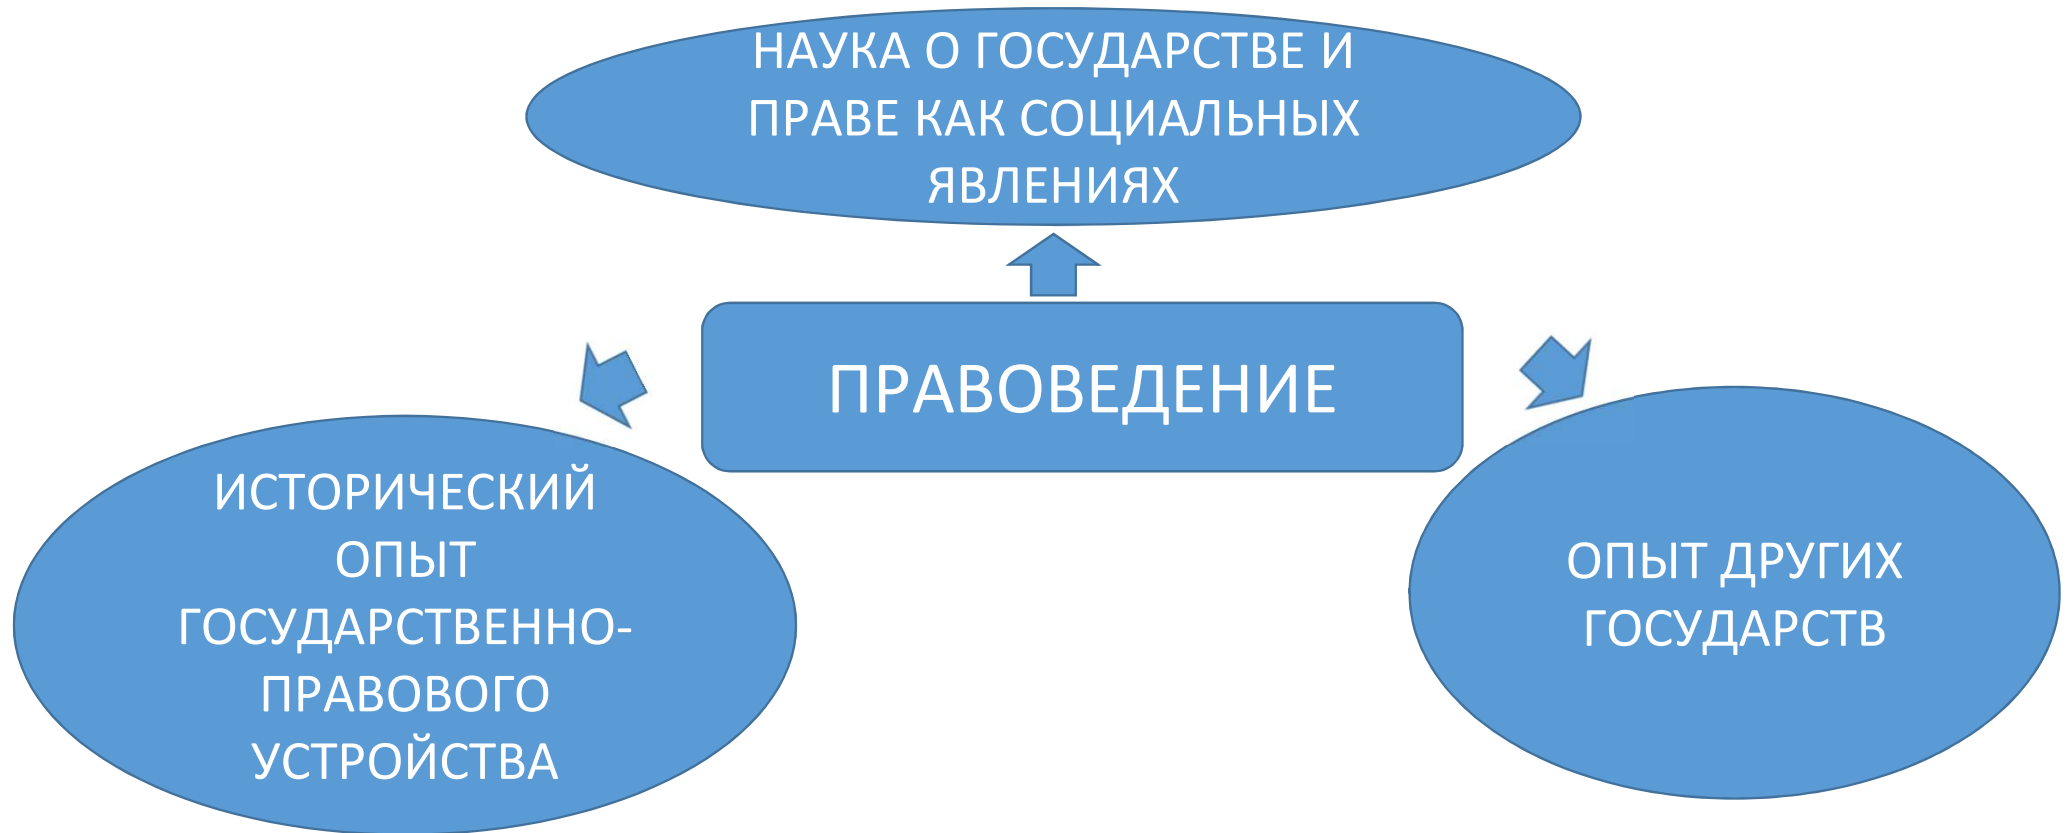 НАУКА О ГОСУДАРСТВЕ И
ПРАВЕ КАК СОЦИАЛЬНЫХ
ЯВЛЕНИЯХ
ПРАВОВЕДЕНИЕ
ИСТОРИЧЕСКИЙ
ОПЫТ
ГОСУДАРСТВЕННО-
ПРАВОВОГО
УСТРОЙСТВА
ОПЫТ ДРУГИХ
ГОСУДАРСТВ